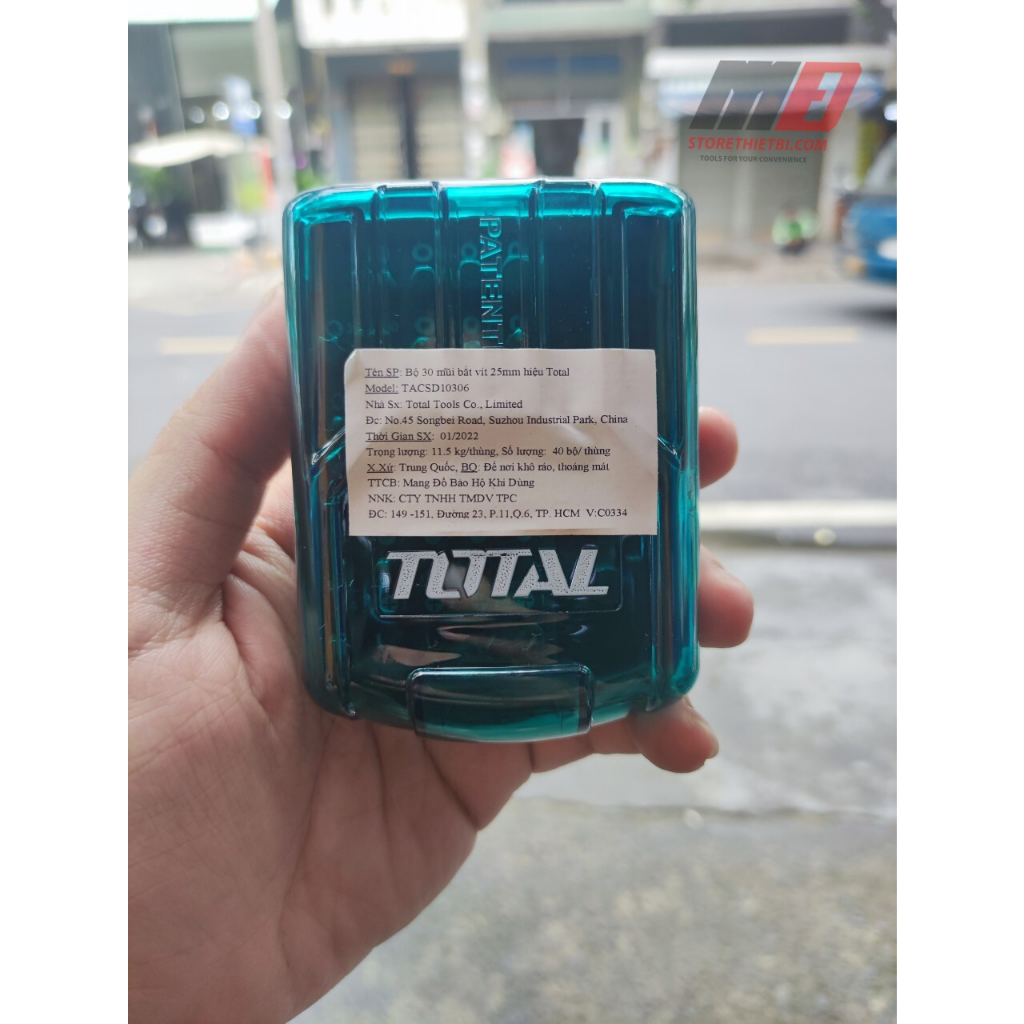 M3
STORETHIETBI.COM
TOOLS FOR YOUR CONVENIENCE
PATENT
Tên SP: Bộ 30 mũi bắt vít 25mm hiệu Total
Model: TACSD10306
Nhà Sx: Total Tools Co., Limited
Đc: No.45 Songbei Road, Suzhou Industrial Park, China
Thời Gian SX: 01/2022
Trọng lượng: 11.5 kg/thùng, Số lượng: 40 bộ/ thùng
X.Xứ: Trung Quốc, BQ: Để nơi khô ráo, thoáng mát
TTCB: Mang Đồ Bảo Hộ Khi Dùng
NNK: CTY TNHH TMDV TPC
ĐC: 149 -151, Đường 23, P.11,Q.6, TP. HCM V:C0334
TOTAL